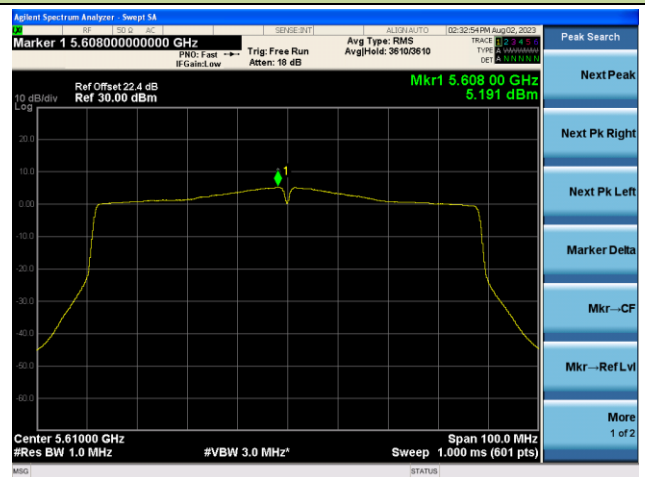 Agilent Spectrum Analyzer - Swept SA
RF 50 Ω AC SENSE:INT ALIGN AUTO 02:32:54 PM Aug 02, 2023
Marker 1 5.608000000000 GHz
PNO: Fast
IFGain:Low
Trig: Free Run
Atten: 18 dB
Avg Type: RMS
Avg|Hold: 3610/3610
TRACE 1 2 3 4 5 6
TYPE A
DET A N N N N N
Mkr1 5.608 00 GHz
5.191 dBm
Ref Offset 22.4 dB
10 dB/div Ref 30.00 dBm
Log
20.0
10.0
1
0.00
-10.0
-20.0
-30.0
-40.0
-50.0
-60.0
Center 5.61000 GHz Span 100.0 MHz
#Res BW 1.0 MHz #VBW 3.0 MHz* Sweep 1.000 ms (601 pts)
MSG STATUS
Peak Search
Next Peak
Next Pk Right
Next Pk Left
Marker Delta
Mkr→CF
Mkr→Ref Lvl
More
1 of 2